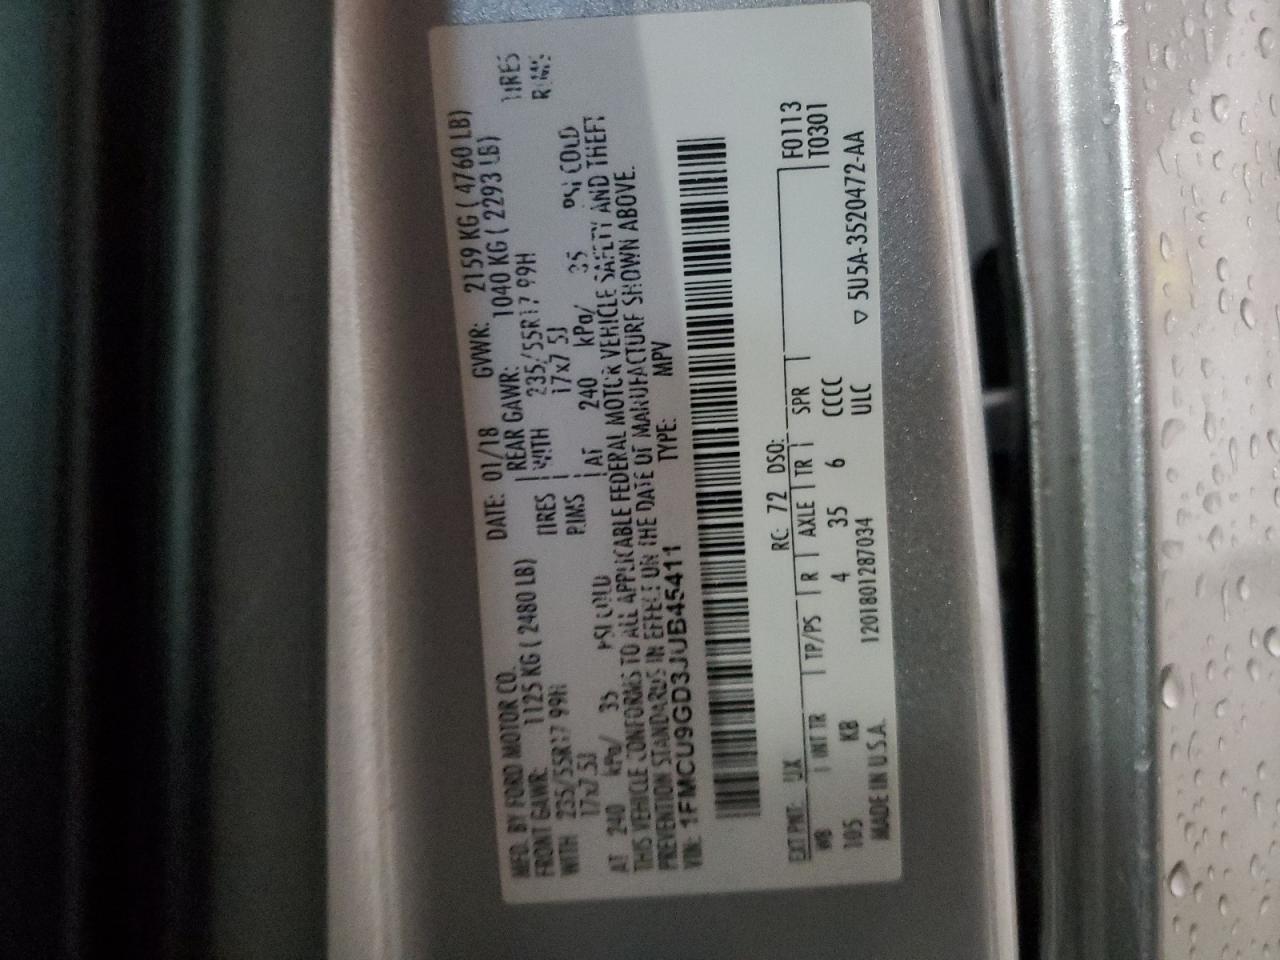 MFD. BY FORD MOTOR CO. DATE: 01/18 GVWR: 2159 KG ( 4760 LB)
FRONT GAWR: 1125 KG ( 2480 LB) REAR GAWR: 1040 KG ( 2293 LB)
WITH 235/55R17 99H TIRES WITH 235/55R17 99H TIRES
17x7.5J RIMS 17x7.5J RIMS
AT 240 kPa/ 35 PSI COLD AT 240 kPa/ 35 PSI COLD
THIS VEHICLE CONFORMS TO ALL APPLICABLE FEDERAL MOTOR VEHICLE SAFETY AND THEFT
PREVENTION STANDARDS IN EFFECT ON THE DATE OF MANUFACTURE SHOWN ABOVE.
VIN: 1FMCU9GD3JUB45411 TYPE: MPV
EXT PNT: UX RC: 72 DSO: F0113
WB INT TR TP/PS R AXLE TR SPR T0301
105 KB 4 35 6 CCCC
MADE IN U.S.A. 1201801287034 ULC ▽ 5U5A-3520472-AA